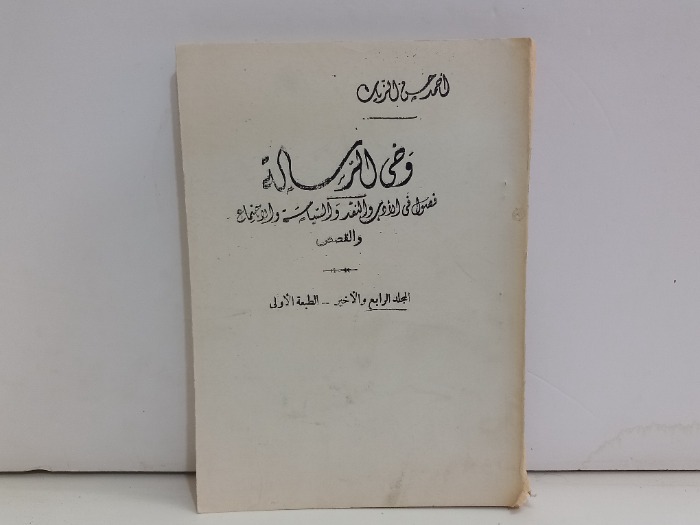 أحمد حسن الزيات
وحي الرسالة
فصول في الأدب والنقد والسياسة والاجتماع
والقصص
المجلد الرابع والأخير -- الطبعة الأولى